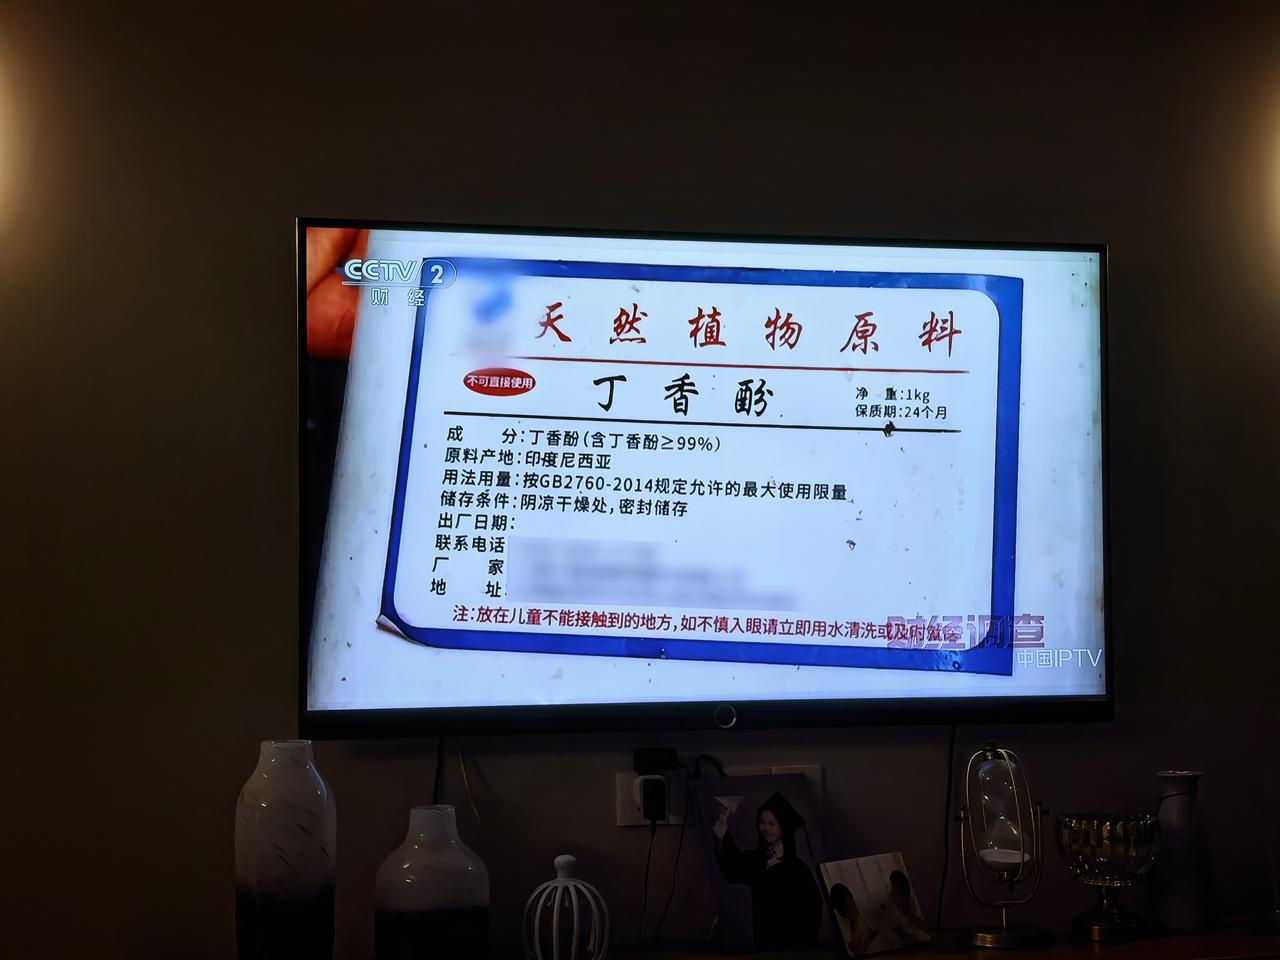 CCTV 2
财经
天然植物原料
不可直接使用
丁香酚
净 重:1kg
保质期:24个月
成 分:丁香酚(含丁香酚≥99%)
原料产地:印度尼西亚
用法用量:按GB2760-2014规定允许的最大使用限量
储存条件:阴凉干燥处,密封储存
出厂日期:
联系电话
厂 家
地 址:
注:放在儿童不能接触到的地方,如不慎入眼请立即用水清洗或及时就医
财经调查
中国IPTV